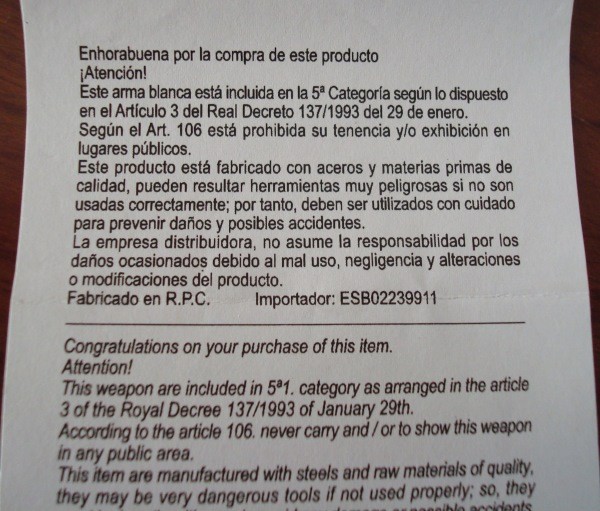 Enhorabuena por la compra de este producto
¡Atención!
Este arma blanca está incluida en la 5ª Categoría según lo dispuesto
en el Artículo 3 del Real Decreto 137/1993 del 29 de enero.
Según el Art. 106 está prohibida su tenencia y/o exhibición en
lugares públicos.
Este producto está fabricado con aceros y materias primas de
calidad, pueden resultar herramientas muy peligrosas si no son
usadas correctamente; por tanto, deben ser utilizados con cuidado
para prevenir daños y posibles accidentes.
La empresa distribuidora, no asume la responsabilidad por los
daños ocasionados debido al mal uso, negligencia y alteraciones
o modificaciones del producto.
Fabricado en R.P.C. Importador: ESB02239911
Congratulations on your purchase of this item.
Attention!
This weapon are included in 5ª1. category as arranged in the article
3 of the Royal Decree 137/1993 of January 29th.
According to the article 106. never carry and / or to show this weapon
in any public area.
This item are manufactured with steels and raw materials of quality,
they may be very dangerous tools if not used properly; so, they
possible accidents